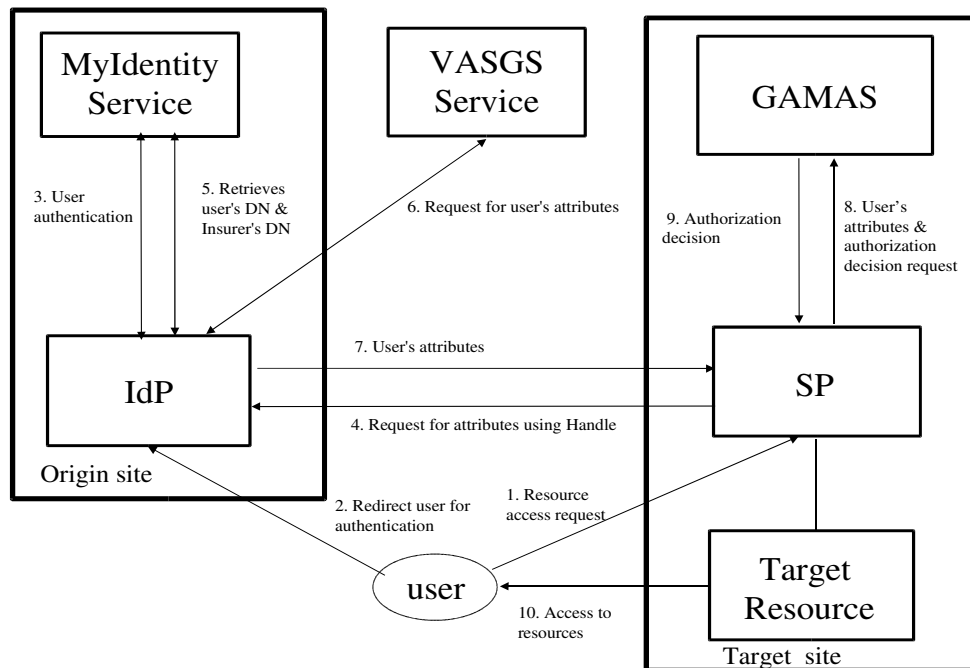 MyIdentity
Service
VASGS
Service
GAMAS
3. User
authentication
5. Retrieves
user's DN &
Insurer's DN
6. Request for user's attributes
9. Authorization
decision
8. User’s
attributes &
authorization
decision request
IdP
7. User's attributes
SP
4. Request for attributes using Handle
Origin site
2. Redirect user for
authentication
1. Resource
access request
user
Target
Resource
10. Access to
resources
Target site